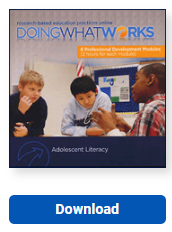 research-based education practices online
DOINGWHATWORKS
6 Professional Development Modules
(2 hours for each module)
Adolescent Literacy
Download